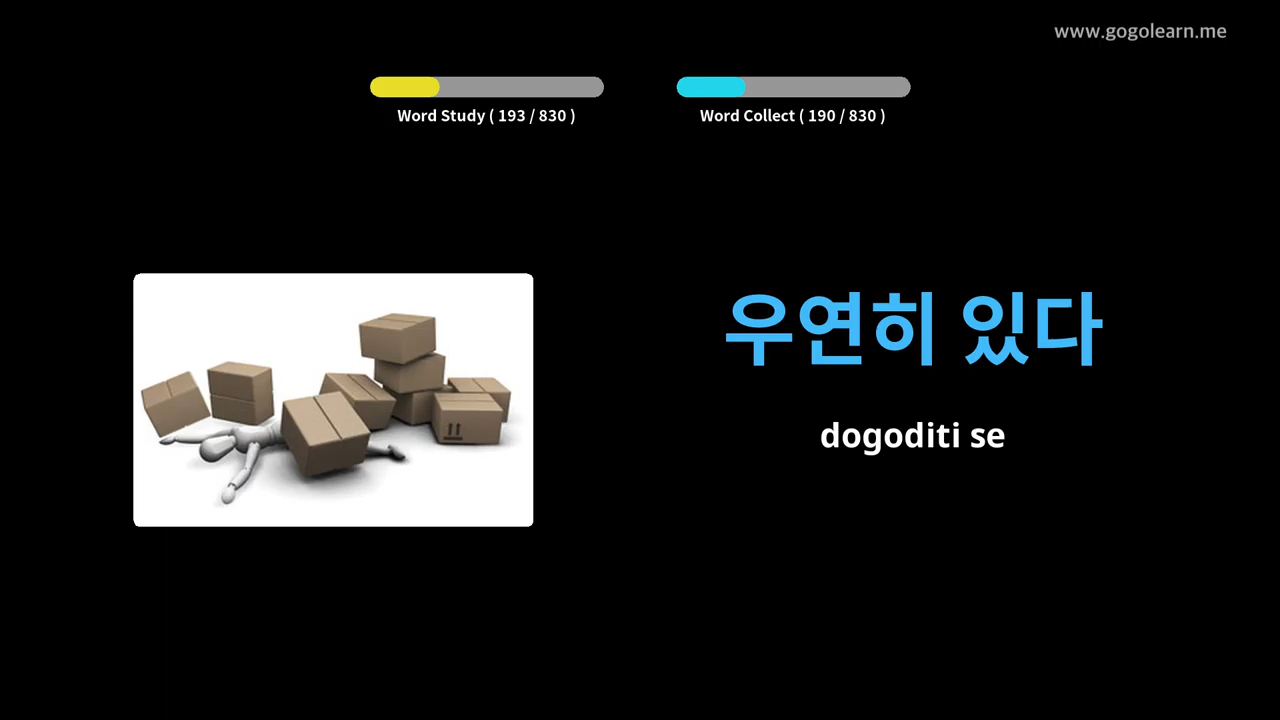 www.gogolearn.me
Word Study ( 193 / 830 )
Word Collect ( 190 / 830 )
우연히 있다
dogoditi se